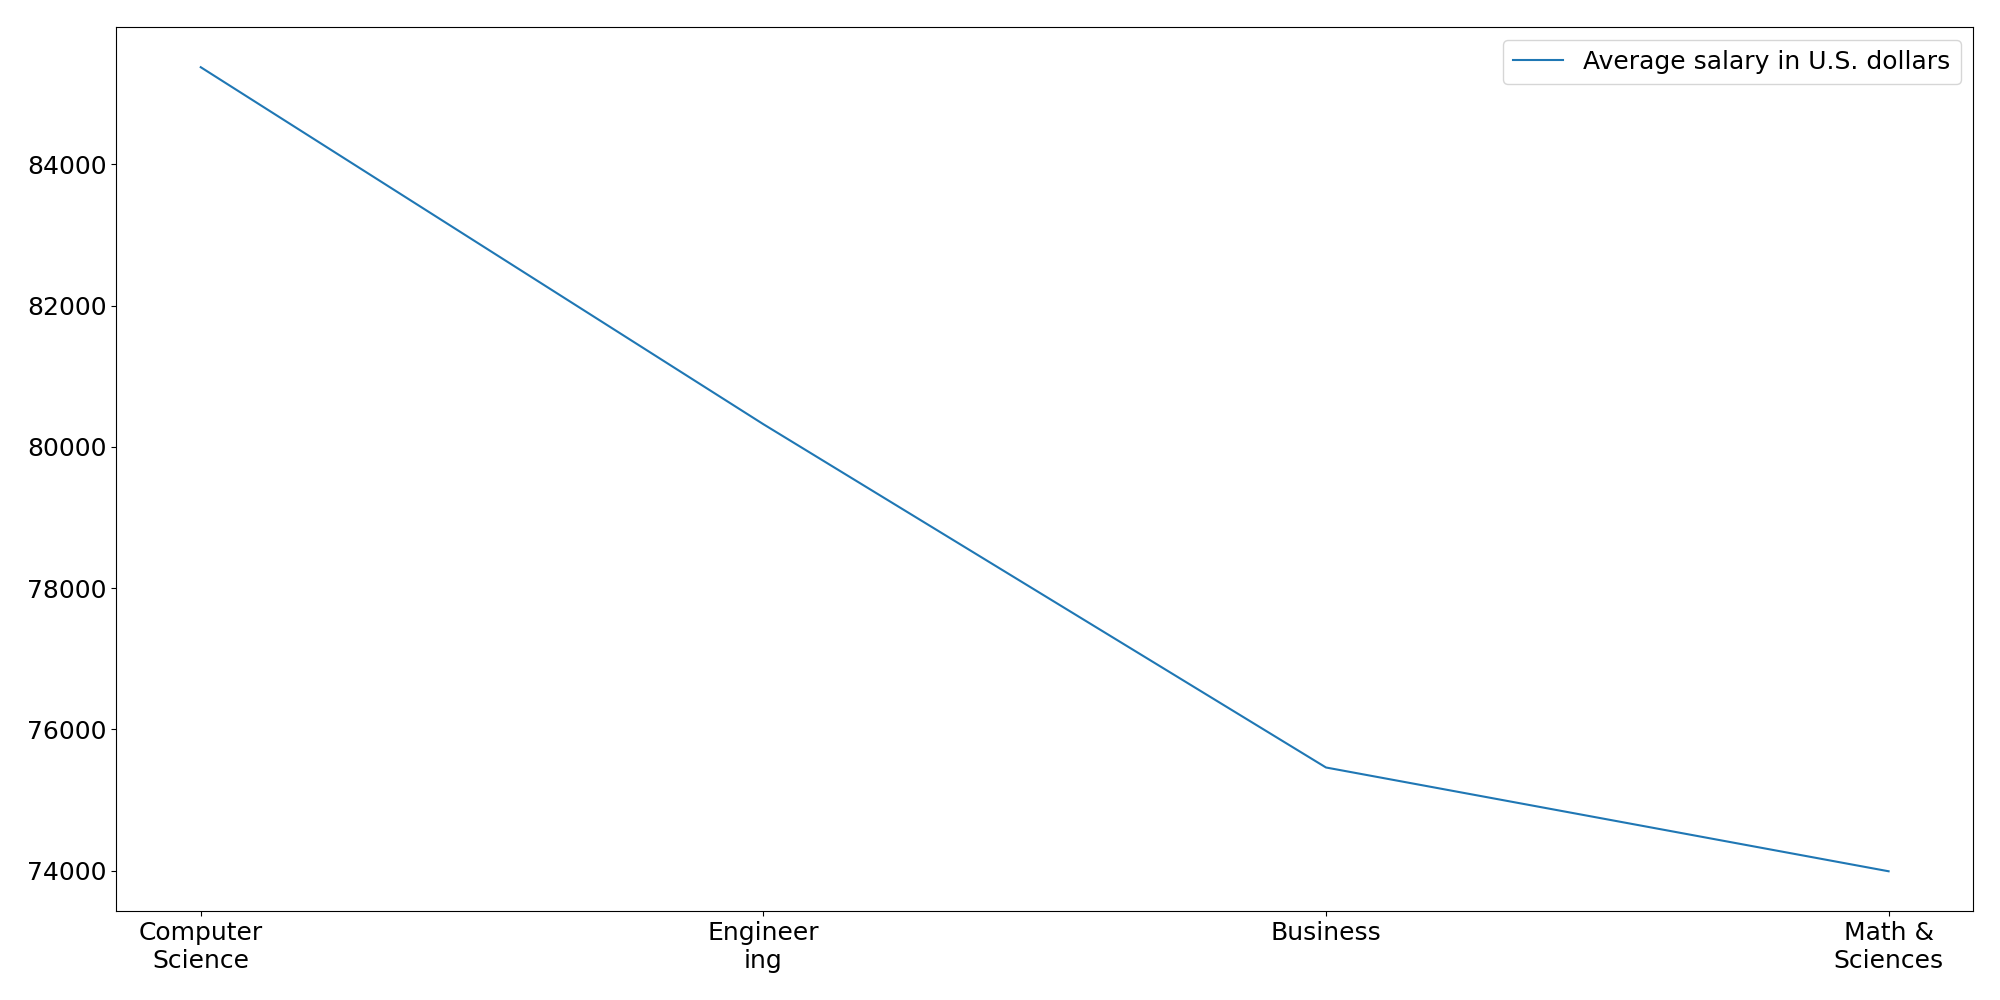 Average salary in U.S. dollars
84000
82000
80000
78000
76000
74000
Computer
Science
Engineer
ing
Business
Math &
Sciences